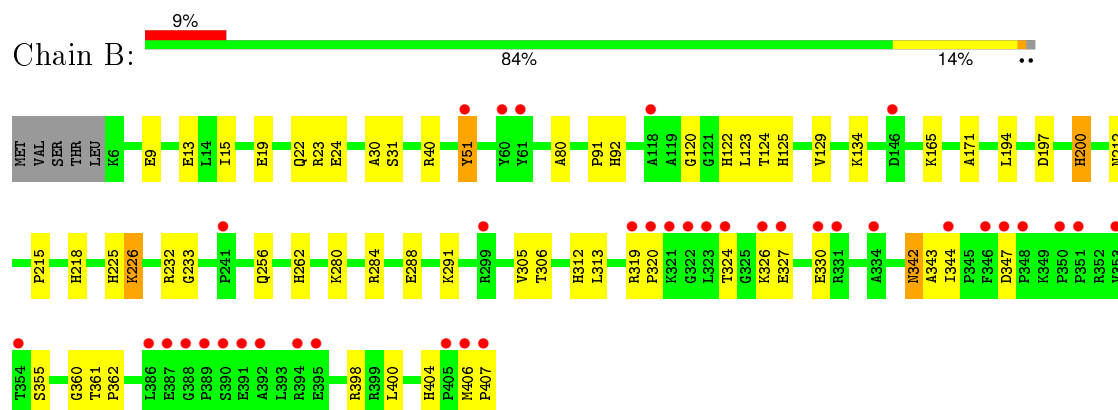 9%
Chain B:
84% 14% ••
MET VAL SER THR LEU K6 E9 E13 L14 I15 E19 Q22 R23 E24 A30 S31 R40 Y51 Y60 Y61 A80 P91 H92 A118 A119 G120 G121 H122 L123 T124 H125 V129 K134 D146 K165 A171 L194 D197 H200 N212
P215 H218 H225 K226 R232 G233 P241 Q256 H262 K280 R284 E288 K291 R299 V305 T306 H312 L313 R319 P320 K321 G322 L323 T324 G325 K326 E327 E330 R331 A334 N342 A343 I344 P345 F346 D347 P348 K349 P350 P351 R352
T354 S355 G360 T361 P362 L386 E387 G388 P389 S390 E391 A392 L393 R394 E395 R398 R399 L400 H404 P405 M406 P407